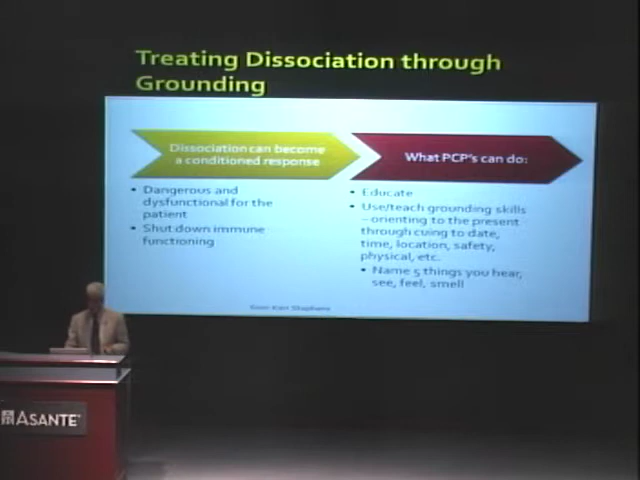 Treating Dissociation through
Grounding
Dissociation can become
a conditioned response
• Dangerous and
dysfunctional for the
patient
• Shut down immune
functioning
What PCP's can do:
• Educate
• Use/teach grounding skills
– orienting to the present
through cuing to date,
time, location, safety,
physical, etc.
• Name 5 things you hear,
see, feel, smell
ASANTE